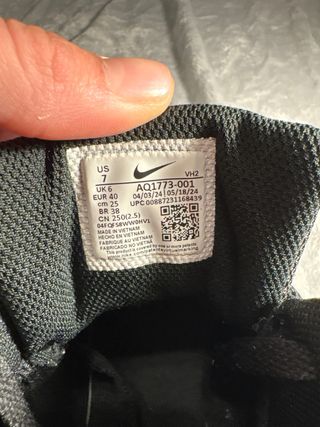 US
7
VH2
UK 6
AQ1773-001
EUR 40
04/03/24 05/18/24
cm 25
UPC 00887231168439
BR 38
CN 250(2.5)
04FQFS8WW0HV1
MADE IN VIETNAM
HECHO EN VIETNAM
FABRIQUE AU VIETNAM
FABRICADO NO VIETNÃ